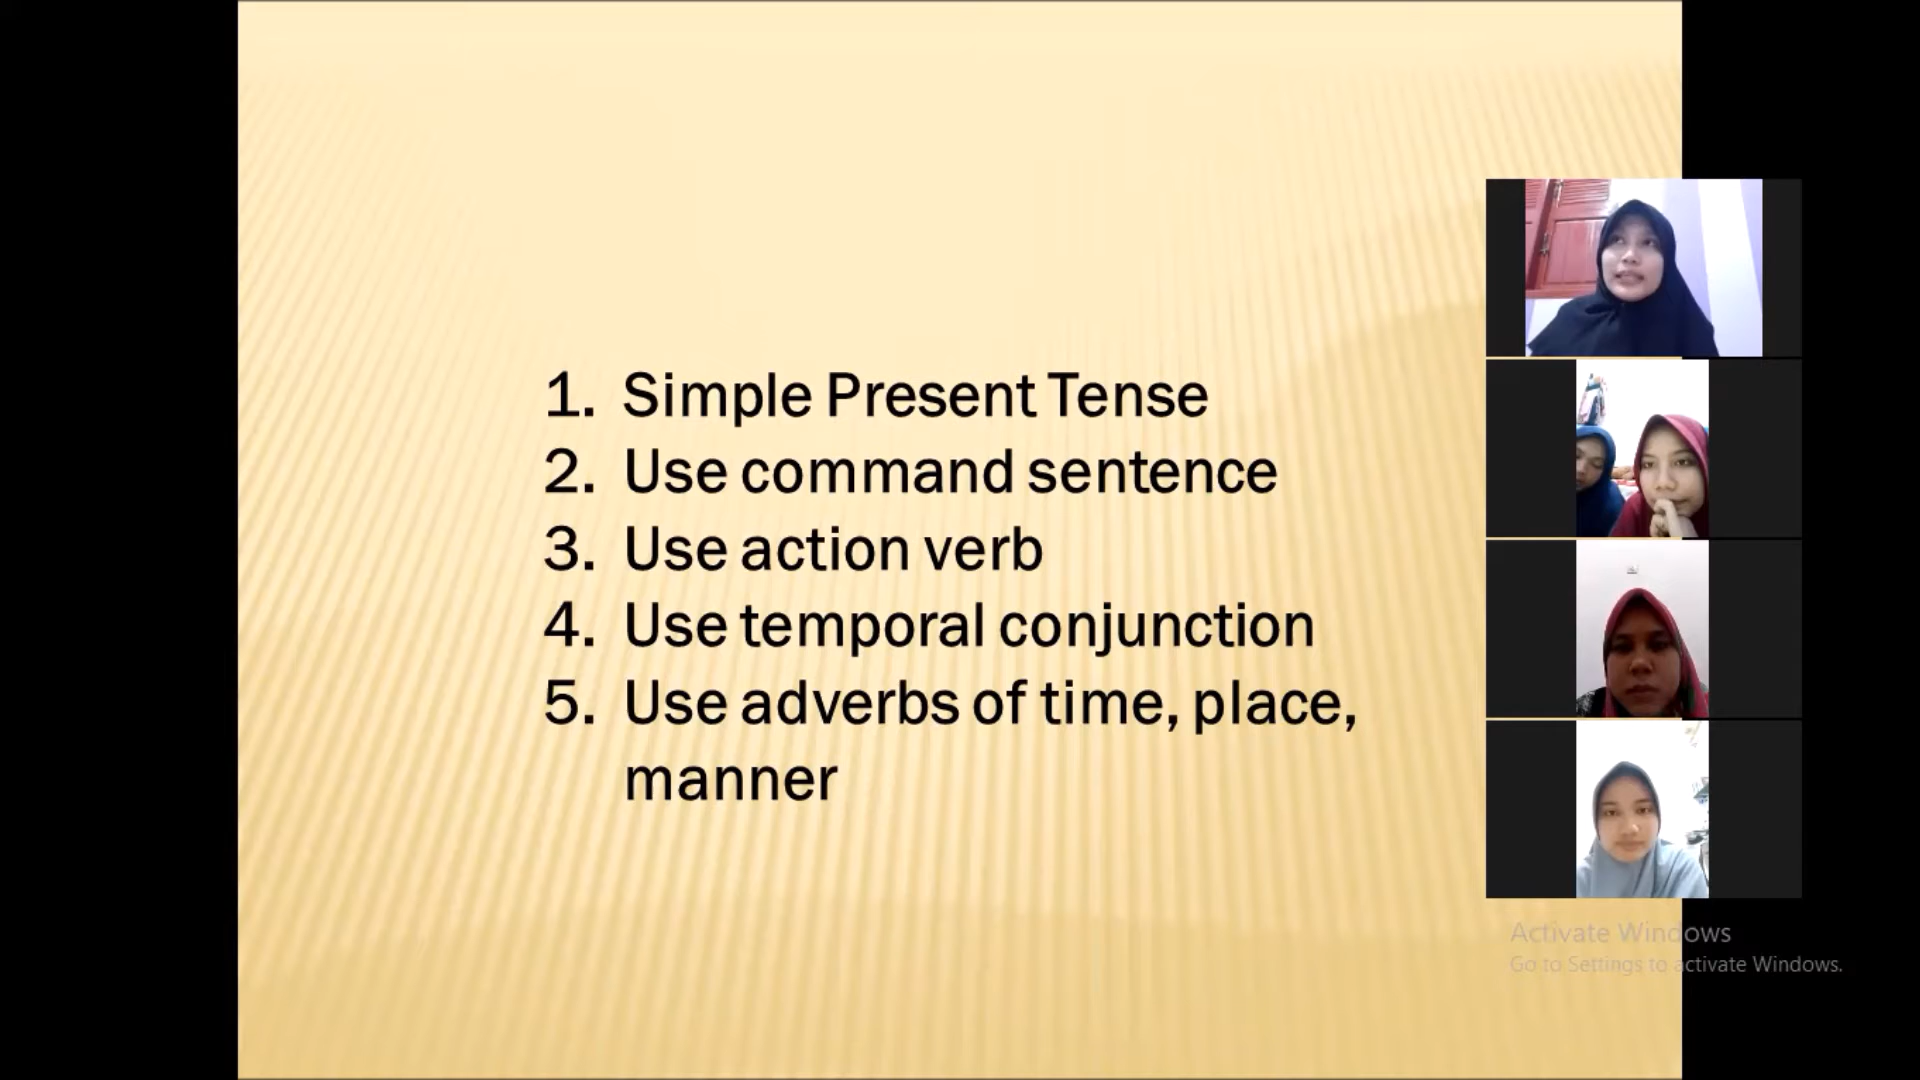 1. Simple Present Tense
2. Use command sentence
3. Use action verb
4. Use temporal conjunction
5. Use adverbs of time, place,
manner
Activate Windows
Go to Settings to activate Windows.